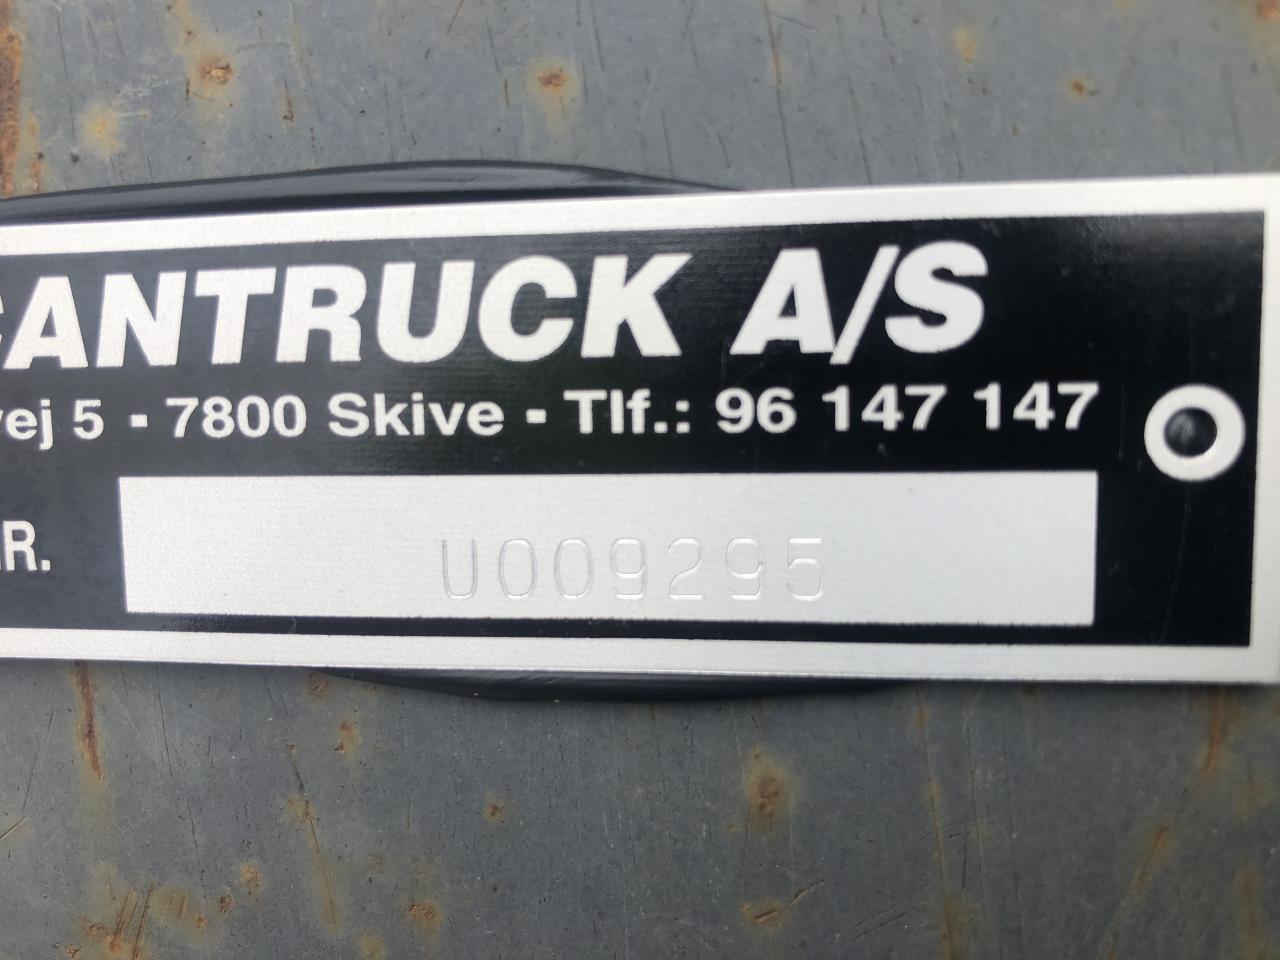 CANTRUCK A/S
vej 5 - 7800 Skive - Tlf.: 96 147 147
R.
U009295